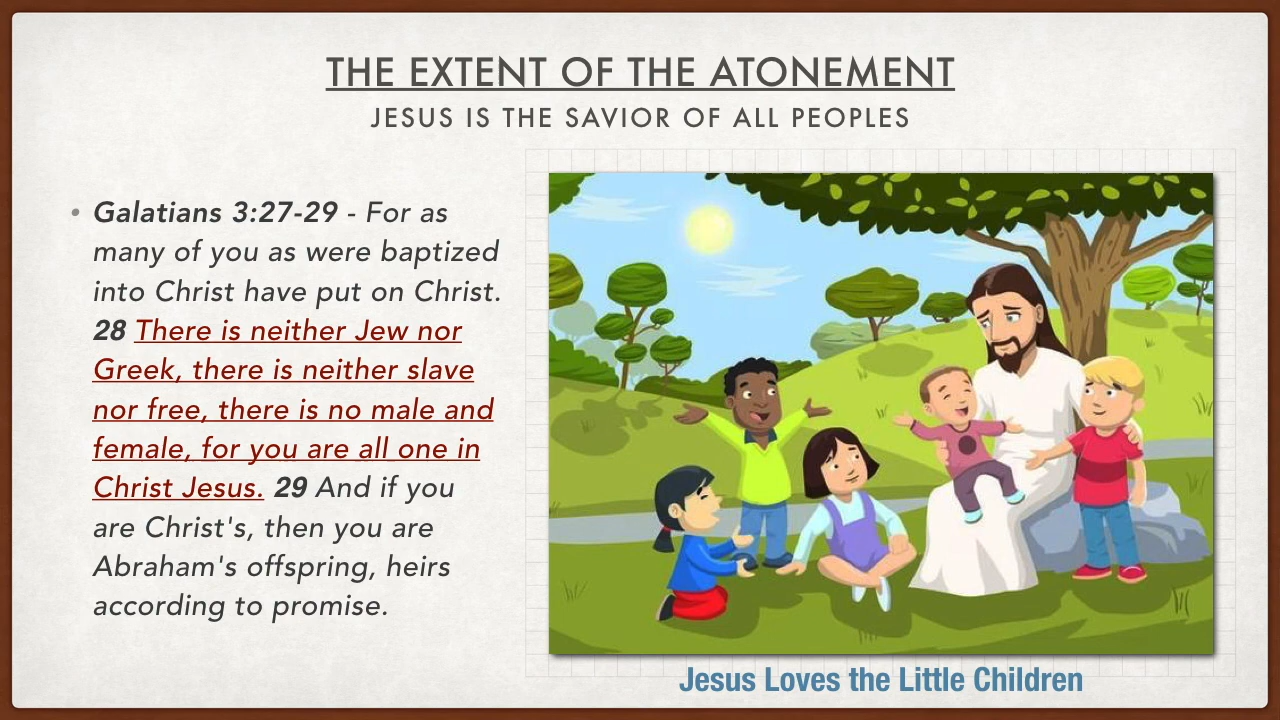 THE EXTENT OF THE ATONEMENT
JESUS IS THE SAVIOR OF ALL PEOPLES
• Galatians 3:27-29 - For as
many of you as were baptized
into Christ have put on Christ.
28 There is neither Jew nor
Greek, there is neither slave
nor free, there is no male and
female, for you are all one in
Christ Jesus. 29 And if you
are Christ's, then you are
Abraham's offspring, heirs
according to promise.
Jesus Loves the Little Children